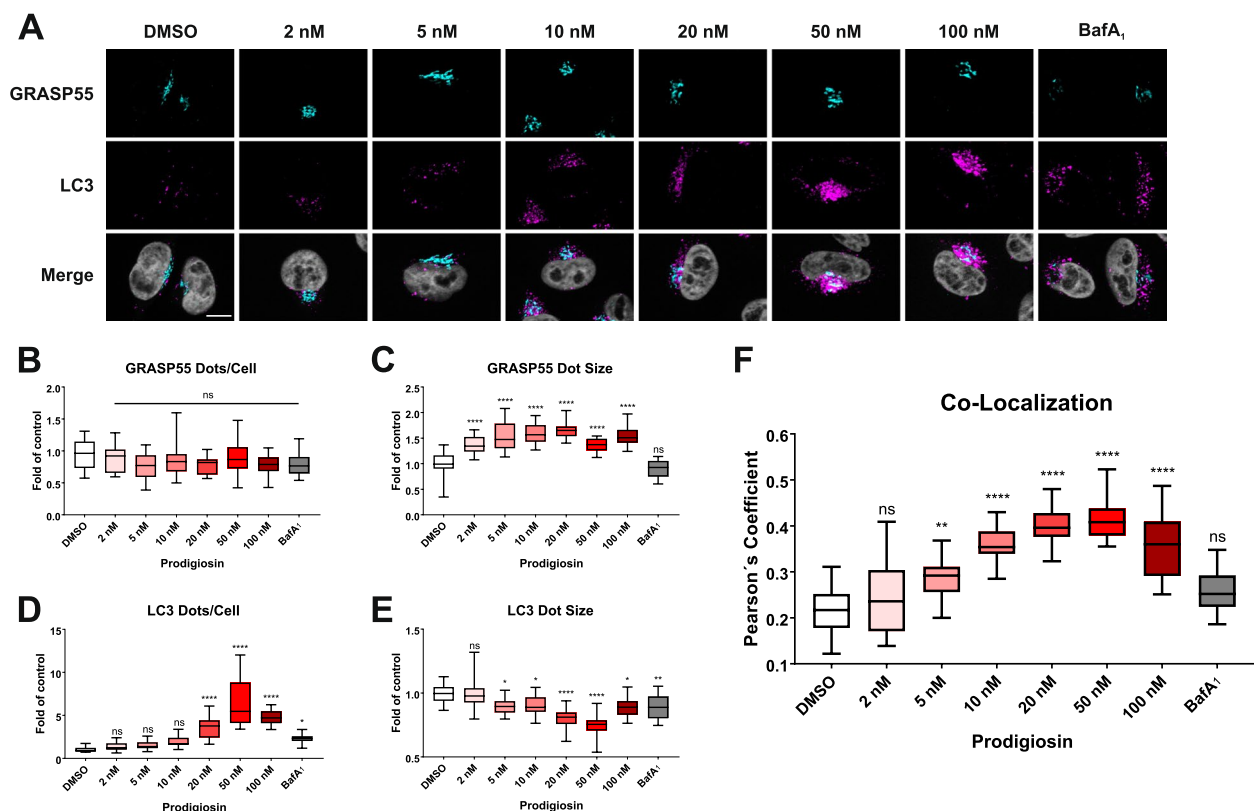 A
DMSO 2 nM 5 nM 10 nM 20 nM 50 nM 100 nM BafA₁
GRASP55
LC3
Merge
B
GRASP55 Dots/Cell
Fold of control
2.0
1.5
1.0
0.5
0.0
ns
DMSO 2 nM 5 nM 10 nM 20 nM 50 nM 100 nM BafA₁
Prodigiosin
C
GRASP55 Dot Size
Fold of control
2.5
2.0
1.5
1.0
0.5
0.0
**** **** **** **** **** **** ns
DMSO 2 nM 5 nM 10 nM 20 nM 50 nM 100 nM BafA₁
Prodigiosin
D
LC3 Dots/Cell
Fold of control
15
10
5
0
ns ns ns **** **** **** *
DMSO 2 nM 5 nM 10 nM 20 nM 50 nM 100 nM BafA₁
Prodigiosin
E
LC3 Dot Size
Fold of control
1.5
1.0
0.5
ns * * **** **** * **
DMSO 2 nM 5 nM 10 nM 20 nM 50 nM 100 nM BafA₁
Prodigiosin
F
Co-Localization
Pearson´s Coefficient
0.6
0.5
0.4
0.3
0.2
0.1
ns ** **** **** **** **** ns
DMSO 2 nM 5 nM 10 nM 20 nM 50 nM 100 nM BafA₁
Prodigiosin